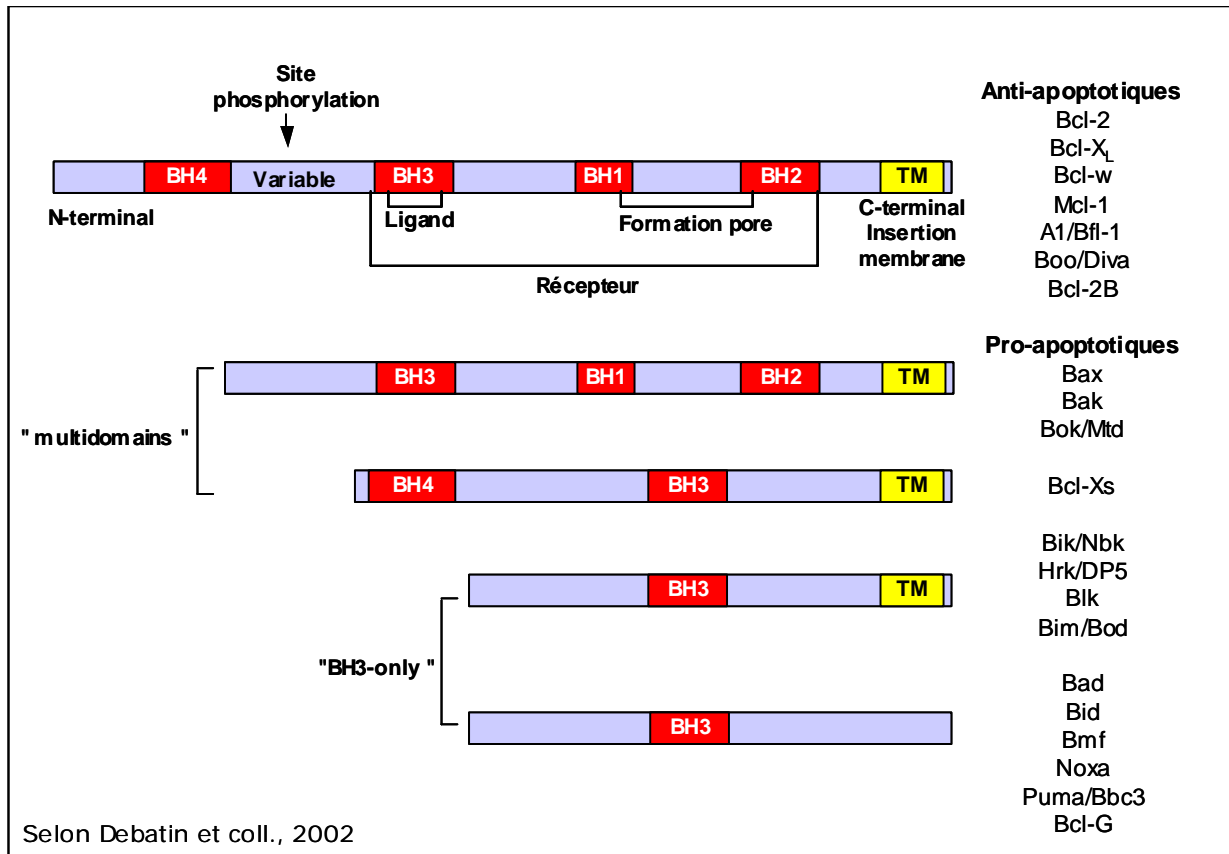 Site
phosphorylation
BH4
Variable
BH3
BH1
BH2
TM
N-terminal
Ligand
Formation pore
C-terminal
Insertion
membrane
Récepteur
Anti-apoptotiques
Bcl-2
Bcl-XL
Bcl-w
Mcl-1
A1/Bfl-1
Boo/Diva
Bcl-2B
Pro-apoptotiques
"multidomains "
BH3
BH1
BH2
TM
Bax
Bak
Bok/Mtd
BH4
BH3
TM
Bcl-Xs
"BH3-only "
BH3
TM
Bik/Nbk
Hrk/DP5
Blk
Bim/Bod
BH3
Bad
Bid
Bmf
Noxa
Puma/Bbc3
Bcl-G
Selon Debatin et coll., 2002